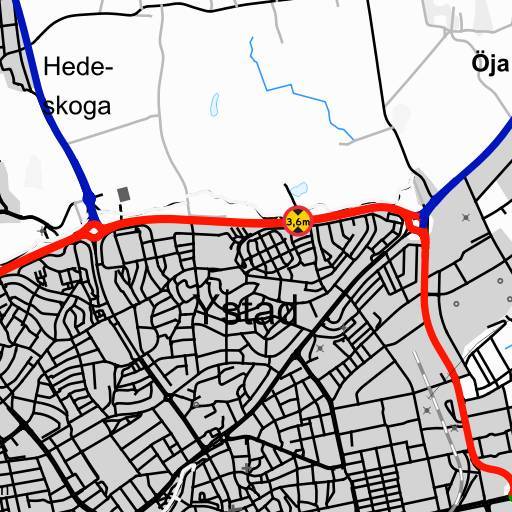 Hede-
skoga
Öja
3,6m
Ystad